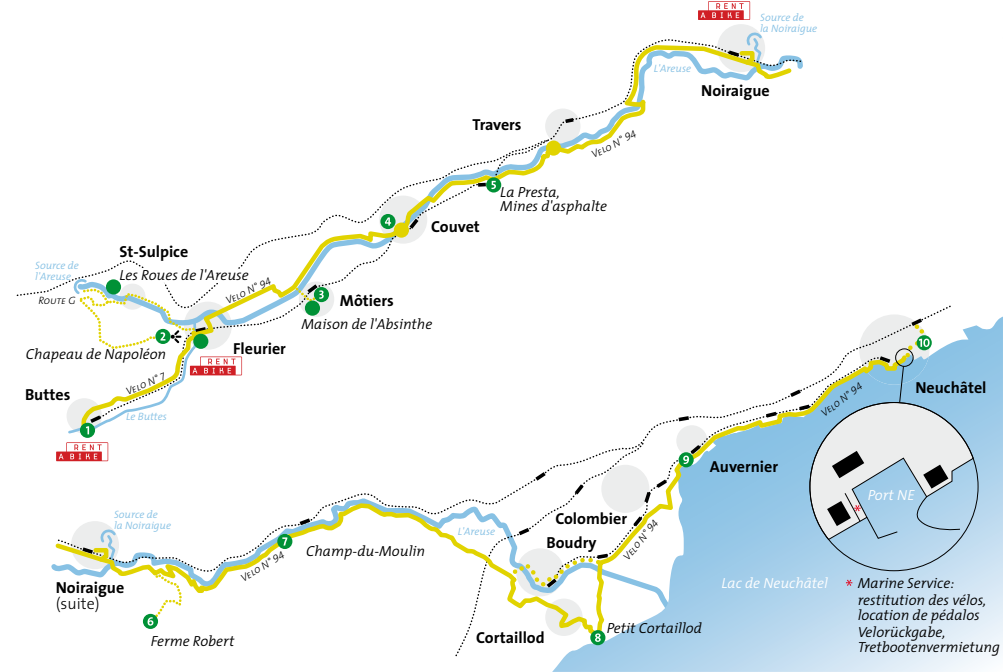 RENT
A BIKE
Source de
la Noiraigue
L'Areuse
Noiraigue
Travers
VELO N° 94
5
La Presta,
Mines d'asphalte
4
Couvet
St-Sulpice
Source de
l'Areuse
Les Roues de l'Areuse
ROUTE G
VELO N° 94
3
Môtiers
Maison de l'Absinthe
2
Chapeau de Napoléon
Fleurier
RENT
A BIKE
Buttes
VELO N° 7
Le Buttes
1
RENT
A BIKE
10
Neuchâtel
VELO N° 94
9
Auvernier
Port NE
*
Colombier
Boudry
VELO N° 94
Source de
la Noiraigue
L'Areuse
7
Champ-du-Moulin
VELO N° 94
Noiraigue
(suite)
6
Ferme Robert
Cortaillod
8
Petit Cortaillod
Lac de Neuchâtel
* Marine Service:
restitution des vélos,
location de pédalos
Velorückgabe,
Tretbootenvermietung